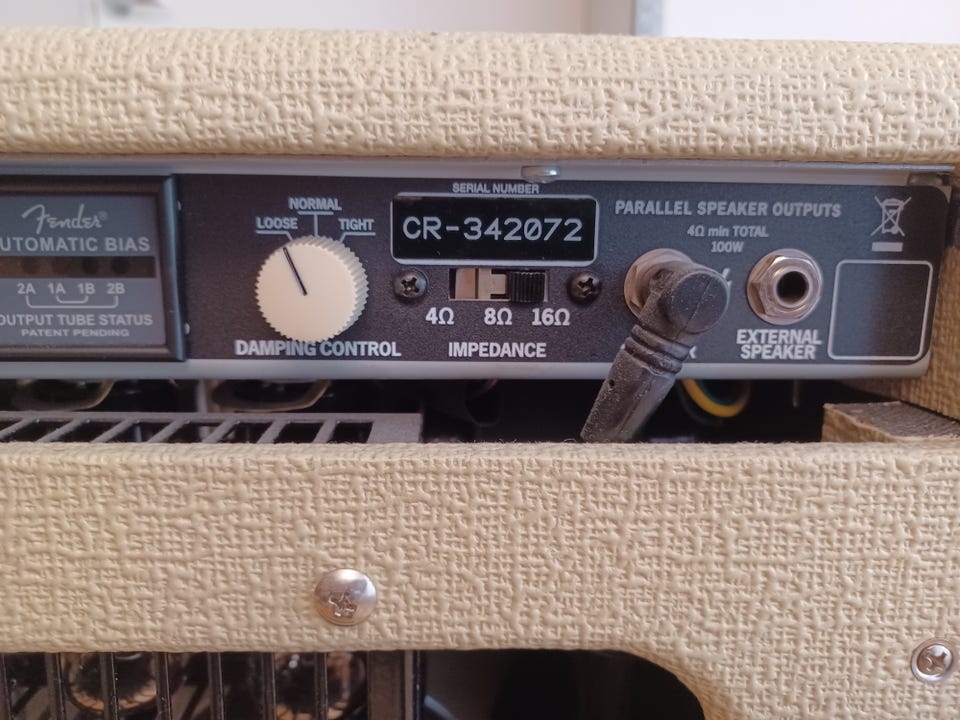 Fender®
AUTOMATIC BIAS
2A 1A 1B 2B
OUTPUT TUBE STATUS
PATENT PENDING
NORMAL
LOOSE TIGHT
DAMPING CONTROL
SERIAL NUMBER
CR-342072
4Ω 8Ω 16Ω
IMPEDANCE
PARALLEL SPEAKER OUTPUTS
4Ω min TOTAL
100W
EXTERNAL
SPEAKER